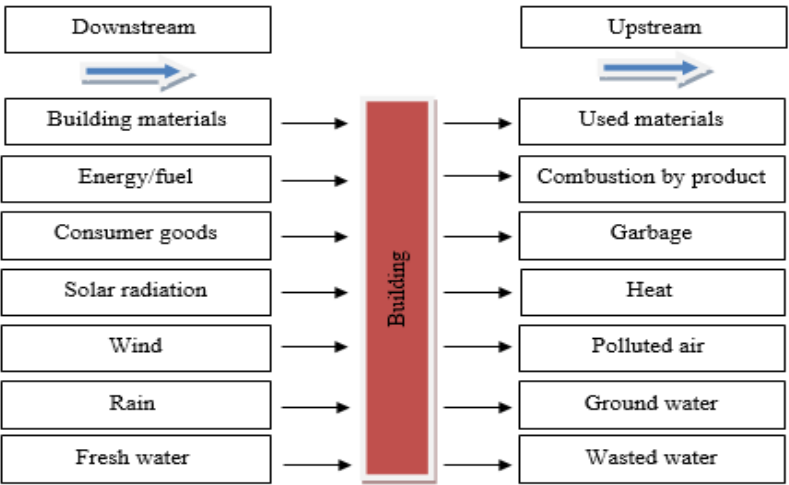 Downstream
Upstream
Building materials
Used materials
Energy/fuel
Combustion by product
Consumer goods
Garbage
Solar radiation
Heat
Building
Wind
Polluted air
Rain
Ground water
Fresh water
Wasted water